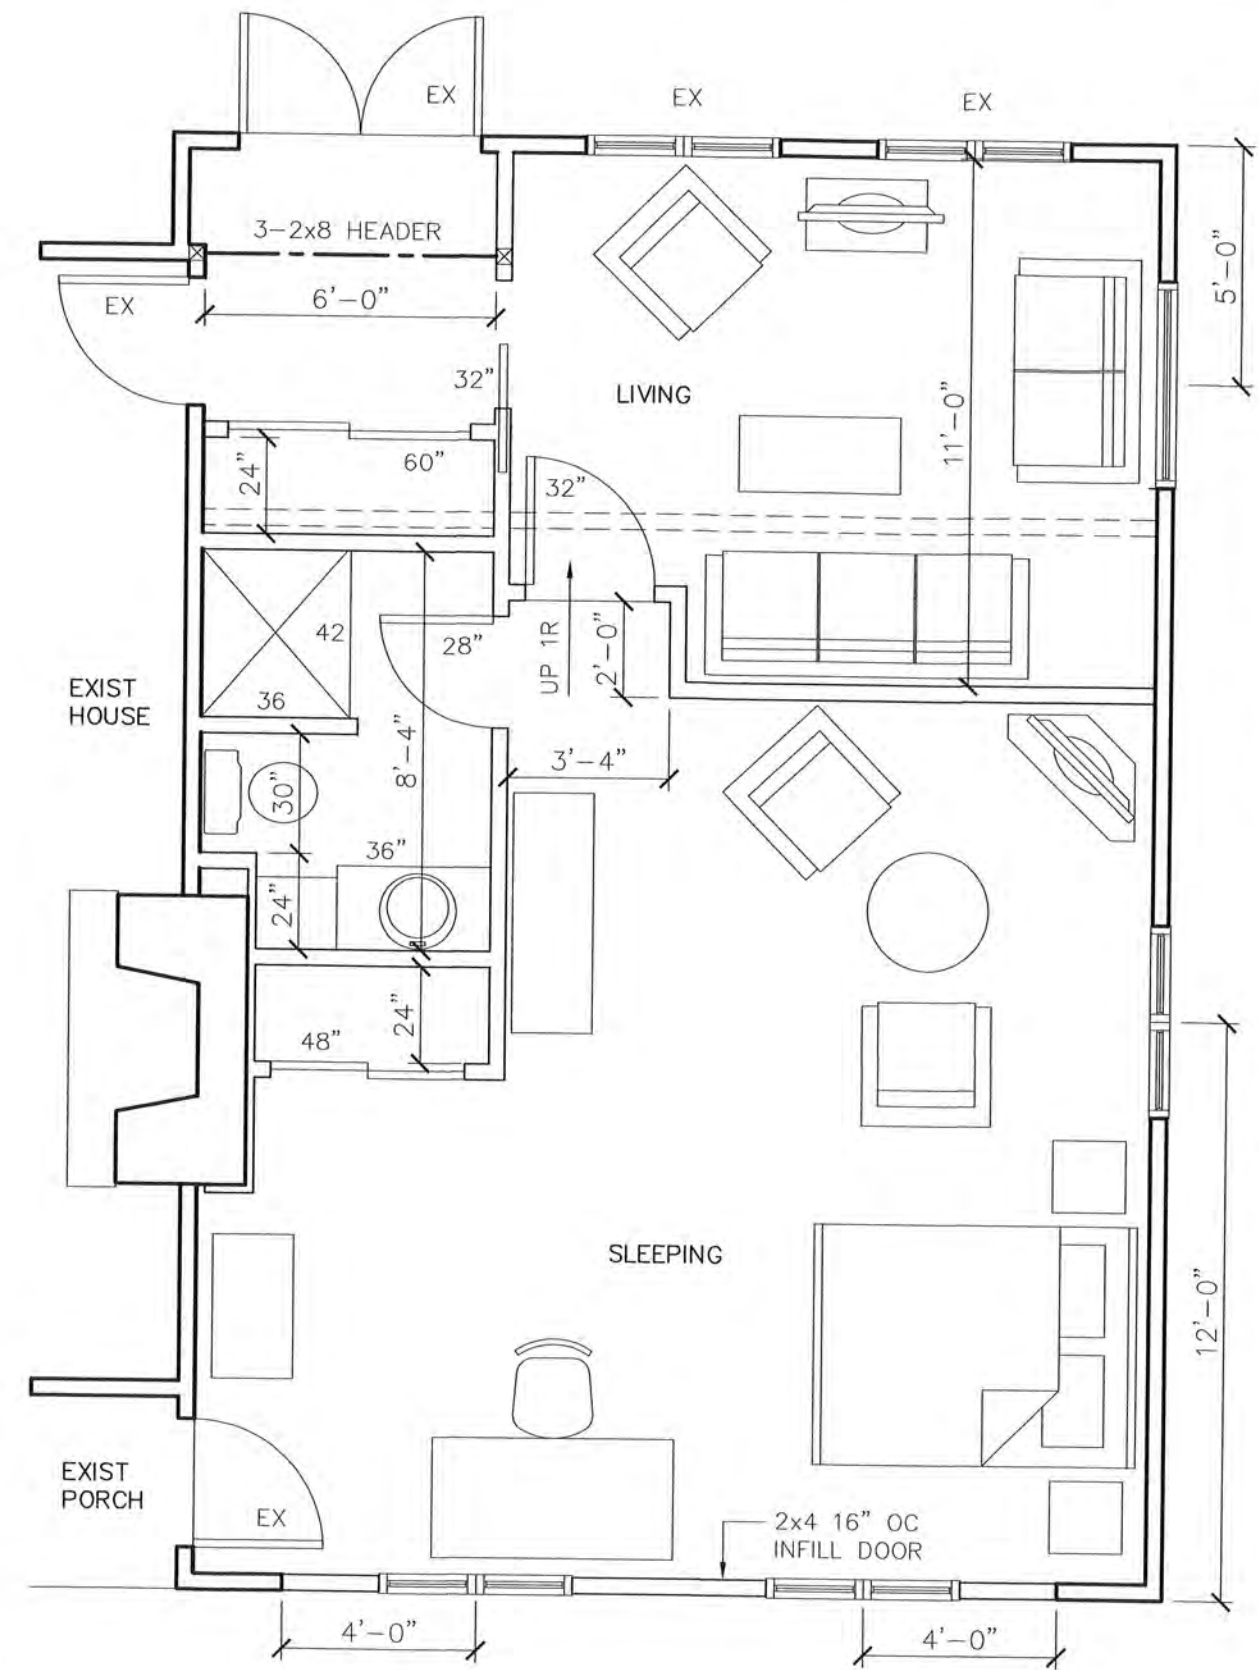 EX
EX
EX
3-2x8 HEADER
EX
6'-0"
5'-0"
32"
LIVING
11'-0"
60"
24"
32"
42
28"
UP 1R
2'-0"
EXIST
HOUSE
36
8'-4"
3'-4"
30"
36"
24"
24"
48"
SLEEPING
12'-0"
EXIST
PORCH
EX
2x4 16" OC
INFILL DOOR
4'-0"
4'-0"